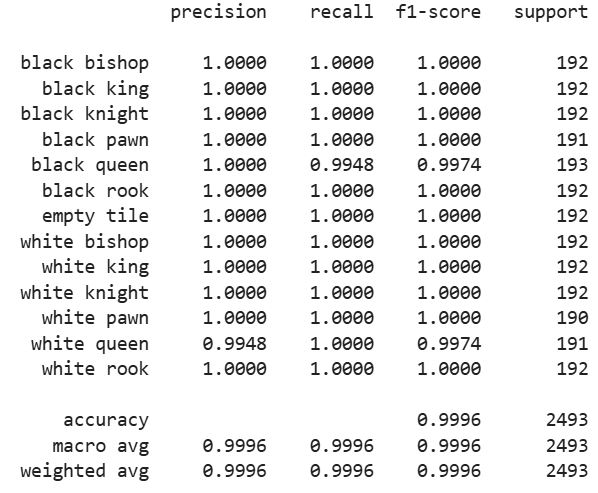 precision recall f1-score support
black bishop 1.0000 1.0000 1.0000 192
black king 1.0000 1.0000 1.0000 192
black knight 1.0000 1.0000 1.0000 192
black pawn 1.0000 1.0000 1.0000 191
black queen 1.0000 0.9948 0.9974 193
black rook 1.0000 1.0000 1.0000 192
empty tile 1.0000 1.0000 1.0000 192
white bishop 1.0000 1.0000 1.0000 192
white king 1.0000 1.0000 1.0000 192
white knight 1.0000 1.0000 1.0000 192
white pawn 1.0000 1.0000 1.0000 190
white queen 0.9948 1.0000 0.9974 191
white rook 1.0000 1.0000 1.0000 192
accuracy 0.9996 2493
macro avg 0.9996 0.9996 0.9996 2493
weighted avg 0.9996 0.9996 0.9996 2493